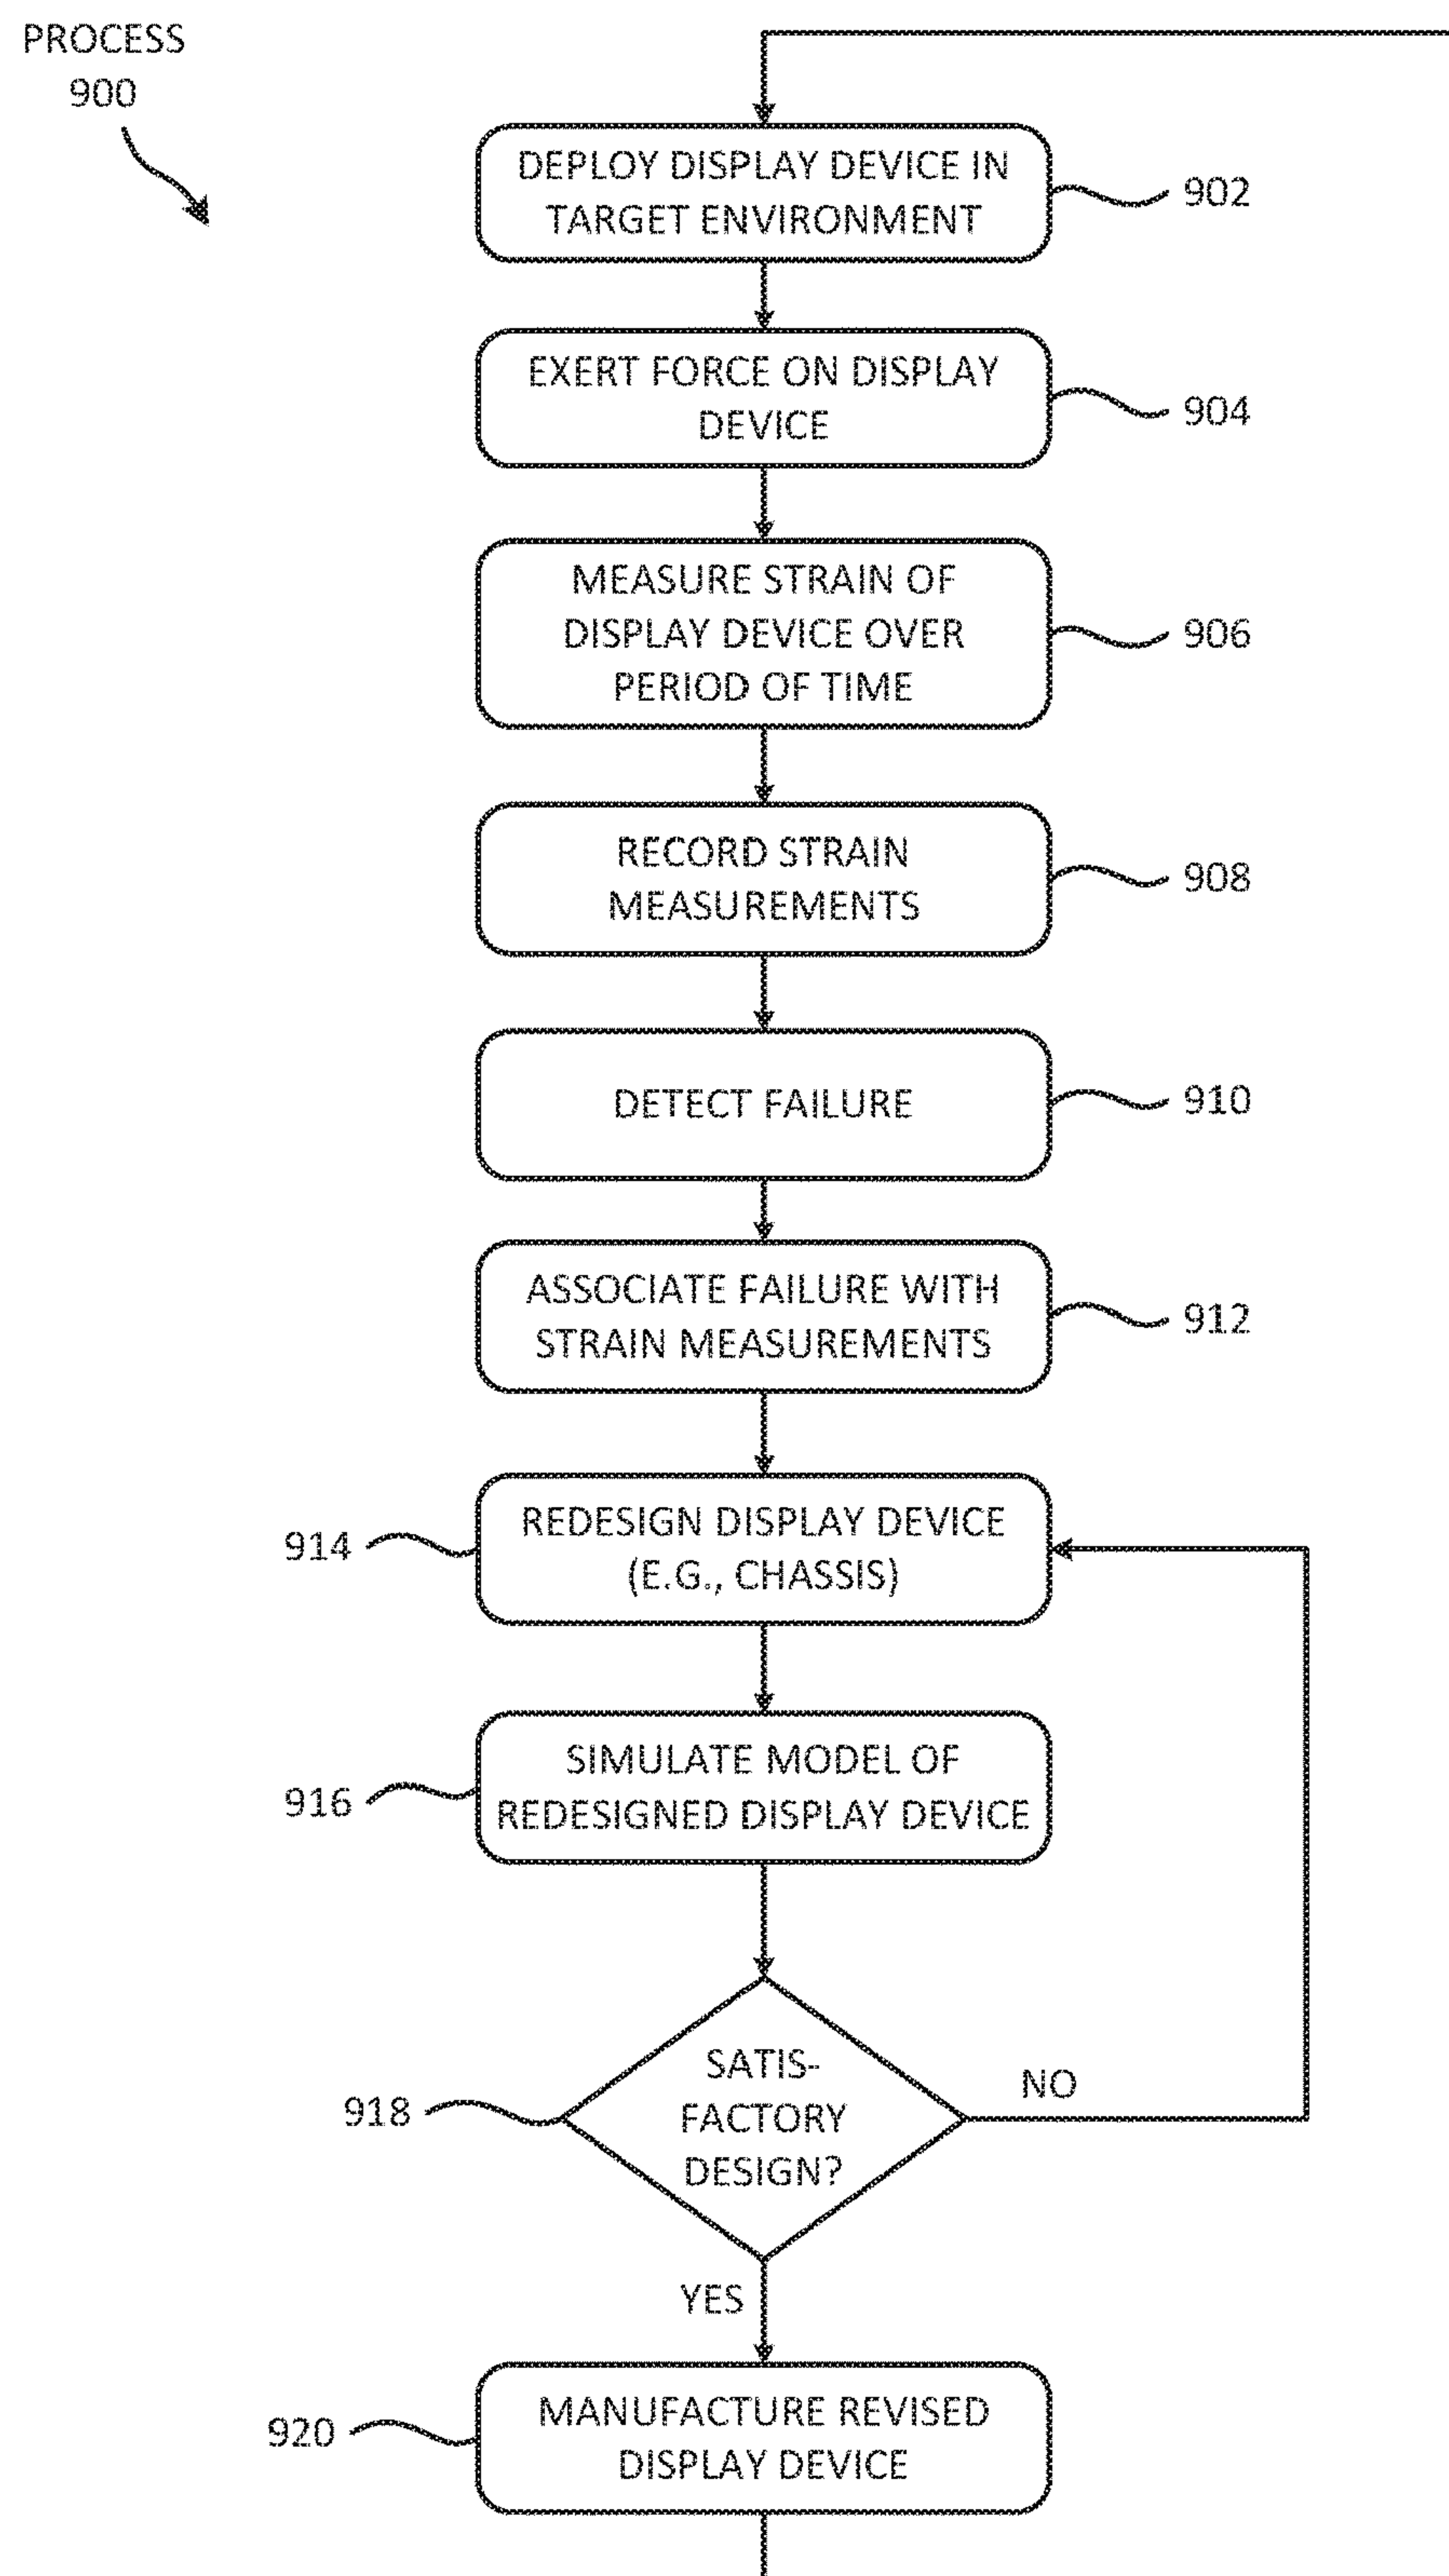 PROCESS
900
DEPLOY DISPLAY DEVICE IN
TARGET ENVIRONMENT
902
EXERT FORCE ON DISPLAY
DEVICE
904
MEASURE STRAIN OF
DISPLAY DEVICE OVER
PERIOD OF TIME
906
RECORD STRAIN
MEASUREMENTS
908
DETECT FAILURE
910
ASSOCIATE FAILURE WITH
STRAIN MEASUREMENTS
912
REDESIGN DISPLAY DEVICE
(E.G., CHASSIS)
914
SIMULATE MODEL OF
REDESIGNED DISPLAY DEVICE
916
SATIS-
FACTORY
DESIGN?
918
NO
YES
MANUFACTURE REVISED
DISPLAY DEVICE
920